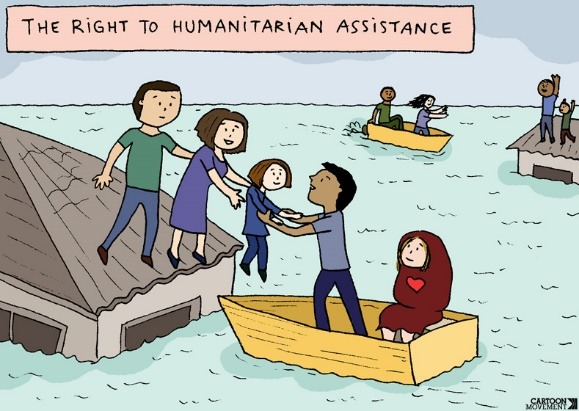 THE RIGHT TO HUMANITARIAN ASSISTANCE
CARTOON
MOVEMENT